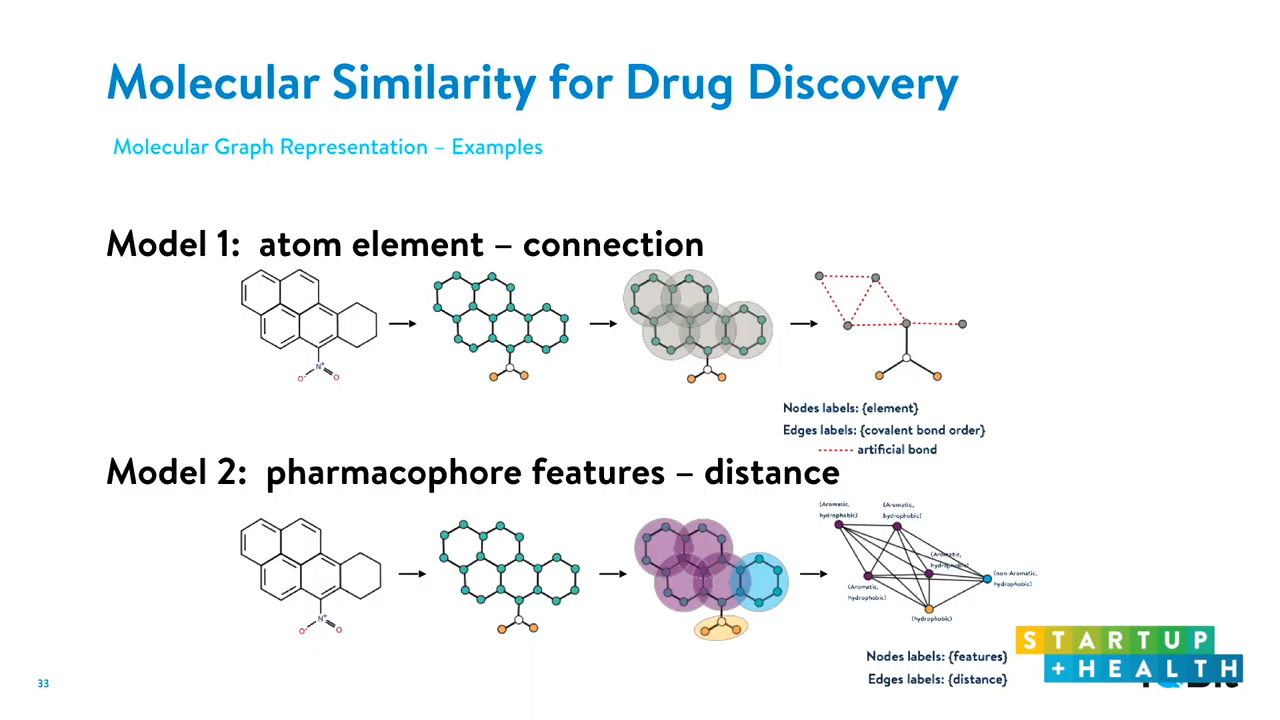 Molecular Similarity for Drug Discovery
Molecular Graph Representation – Examples
Model 1: atom element – connection
N+
O-
O
Nodes labels: {element}
Edges labels: {covalent bond order}
artificial bond
Model 2: pharmacophore features – distance
N+
O-
O
(Aromatic,
hydrophobic)
(Aromatic,
hydrophobic)
(Aromatic,
hydrophobic)
(Aromatic,
hydrophobic)
(non-Aromatic,
hydrophobic)
(hydrophobic)
Nodes labels: {features}
Edges labels: {distance}
STARTUP
+HEALTH
33